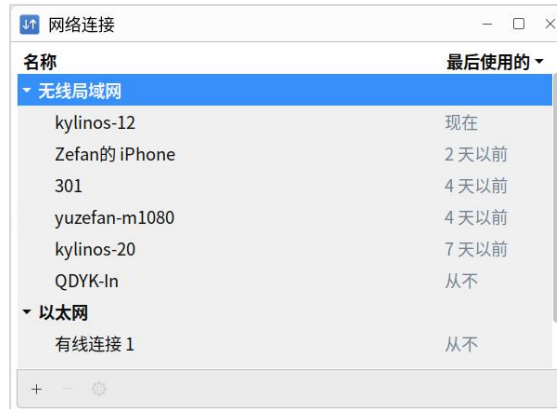 网络连接
名称 最后使用的
无线局域网
kylinos-12 现在
Zefan的 iPhone 2 天以前
301 4 天以前
yuzefan-m1080 4 天以前
kylinos-20 7 天以前
QDYK-In 从不
以太网
有线连接 1 从不